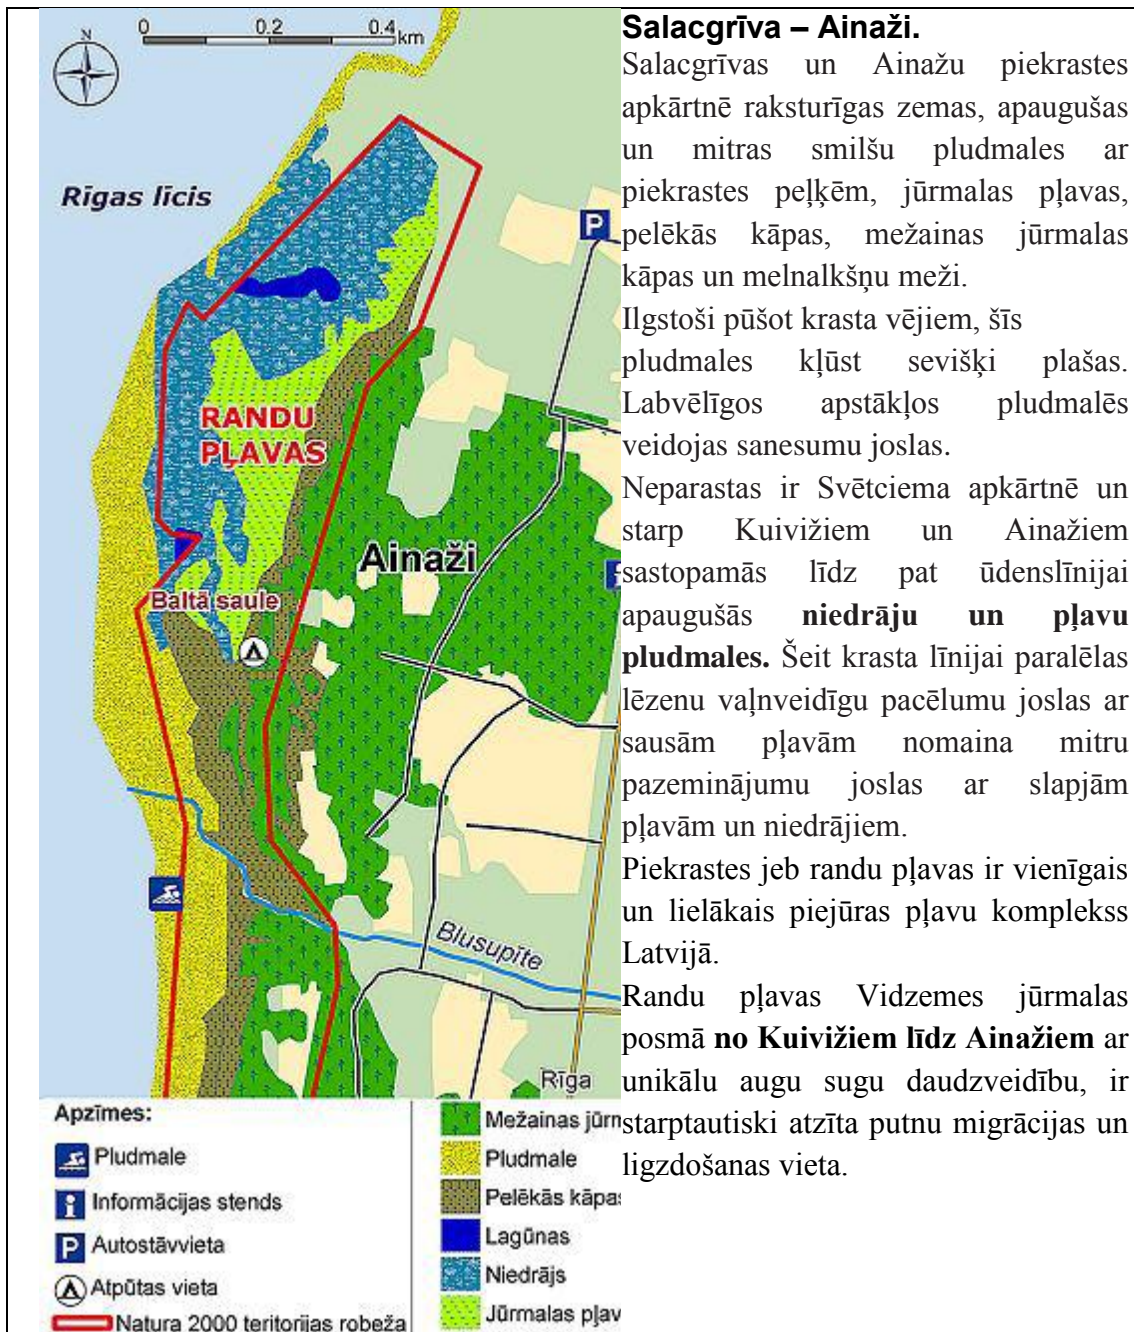 N
0 0.2 0.4 km
Rīgas līcis
P
RANDU
PĻAVAS
Ainaži
Baltā saule
Blusupīte
Rīga
Apzīmes:
Pludmale
i Informācijas stends
P Autostāvvieta
Atpūtas vieta
Natura 2000 teritorijas robeža
Mežainas jūrm
Pludmale
Pelēkās kāpas
Lagūnas
Niedrājs
Jūrmalas pļav
Salacgrīva – Ainaži.
Salacgrīvas un Ainažu piekrastes
apkārtnē raksturīgas zemas, apaugušas
un mitras smilšu pludmales ar
piekrastes peļķēm, jūrmalas pļavas,
pelēkās kāpas, mežainas jūrmalas
kāpas un melnalkšņu meži.
Ilgstoši pūšot krasta vējiem, šīs
pludmales kļūst sevišķi plašas.
Labvēlīgos apstākļos pludmalēs
veidojas sanesumu joslas.
Neparastas ir Svētciema apkārtnē un
starp Kuivižiem un Ainažiem
sastopamās līdz pat ūdenslīnijai
apaugušās niedrāju un pļavu
pludmales. Šeit krasta līnijai paralēlas
lēzenu vaļņveidīgu pacēlumu joslas ar
sausām pļavām nomaina mitru
pazeminājumu joslas ar slapjām
pļavām un niedrājiem.
Piekrastes jeb randu pļavas ir vienīgais
un lielākais piejūras pļavu komplekss
Latvijā.
Randu pļavas Vidzemes jūrmalas
posmā no Kuivižiem līdz Ainažiem ar
unikālu augu sugu daudzveidību, ir
starptautiski atzīta putnu migrācijas un
ligzdošanas vieta.